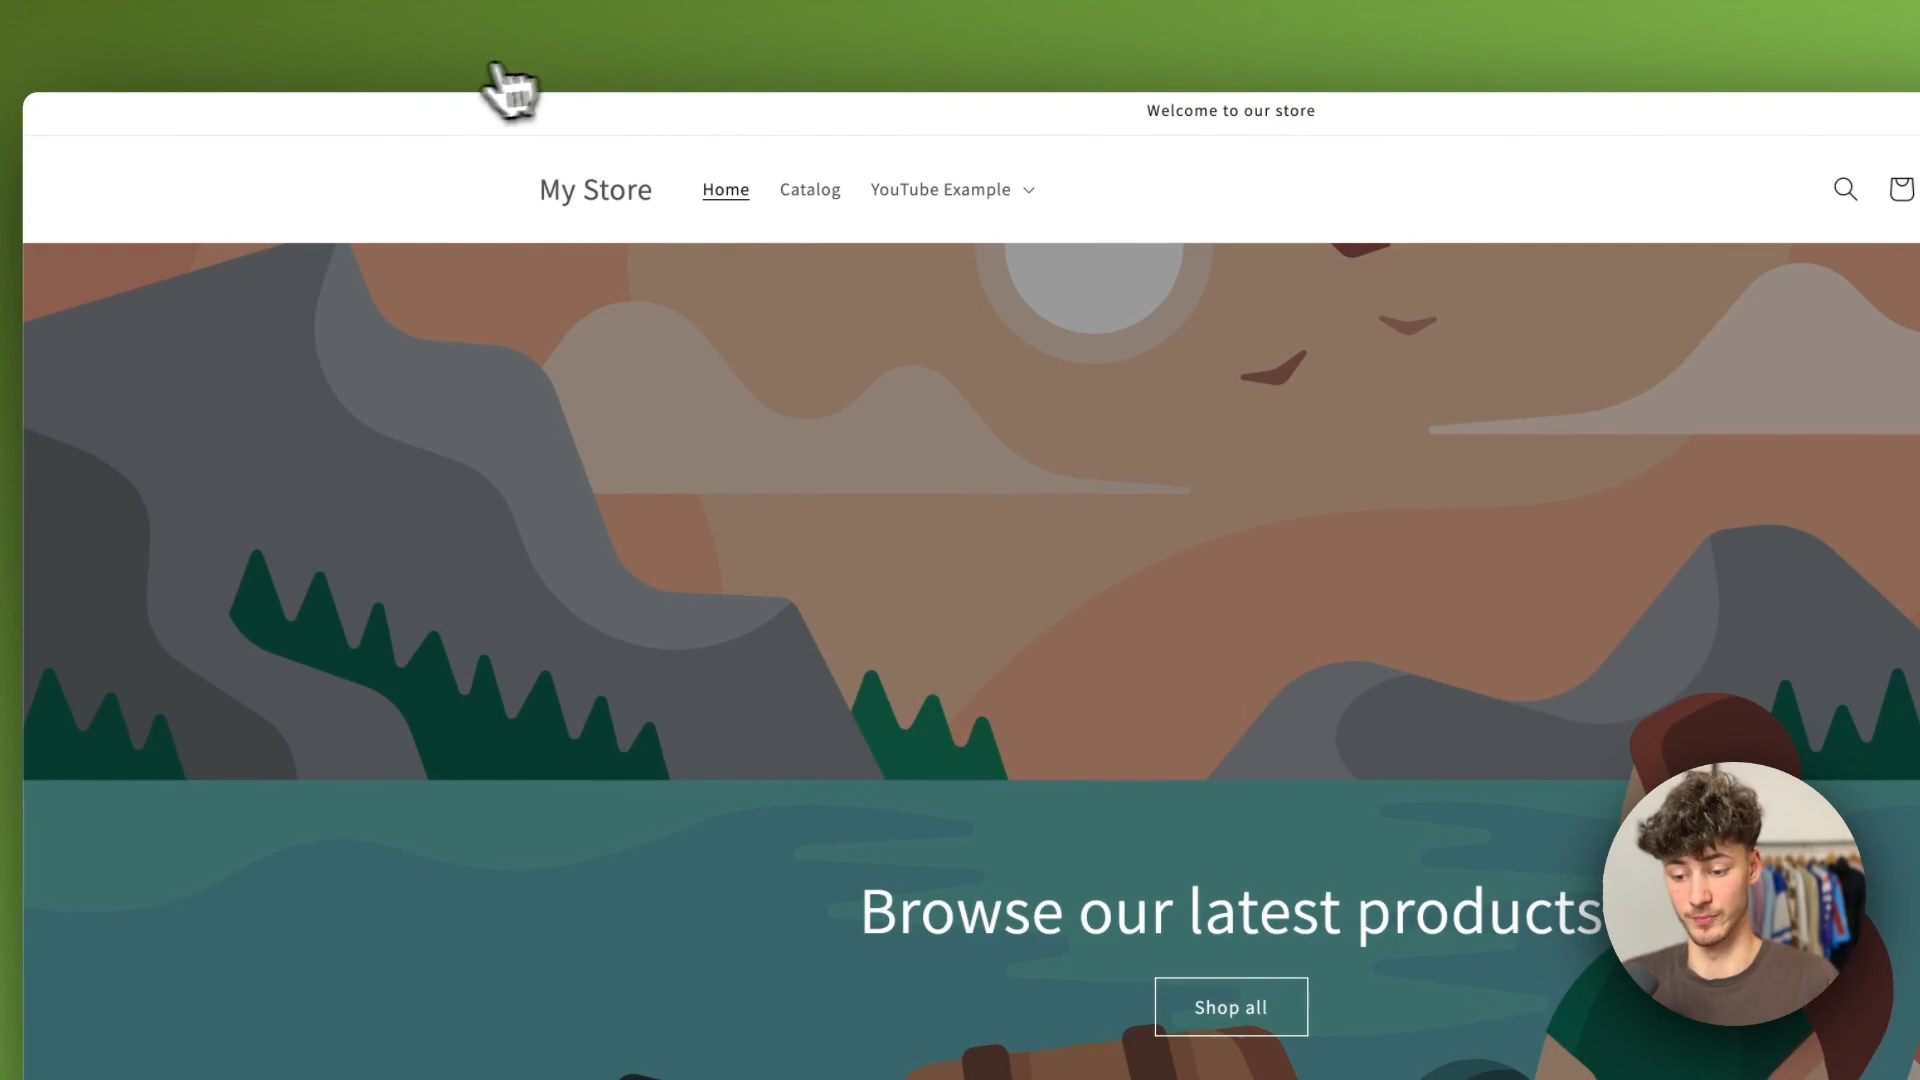 Welcome to our store
My Store Home Catalog YouTube Example
Browse our latest products
Shop all